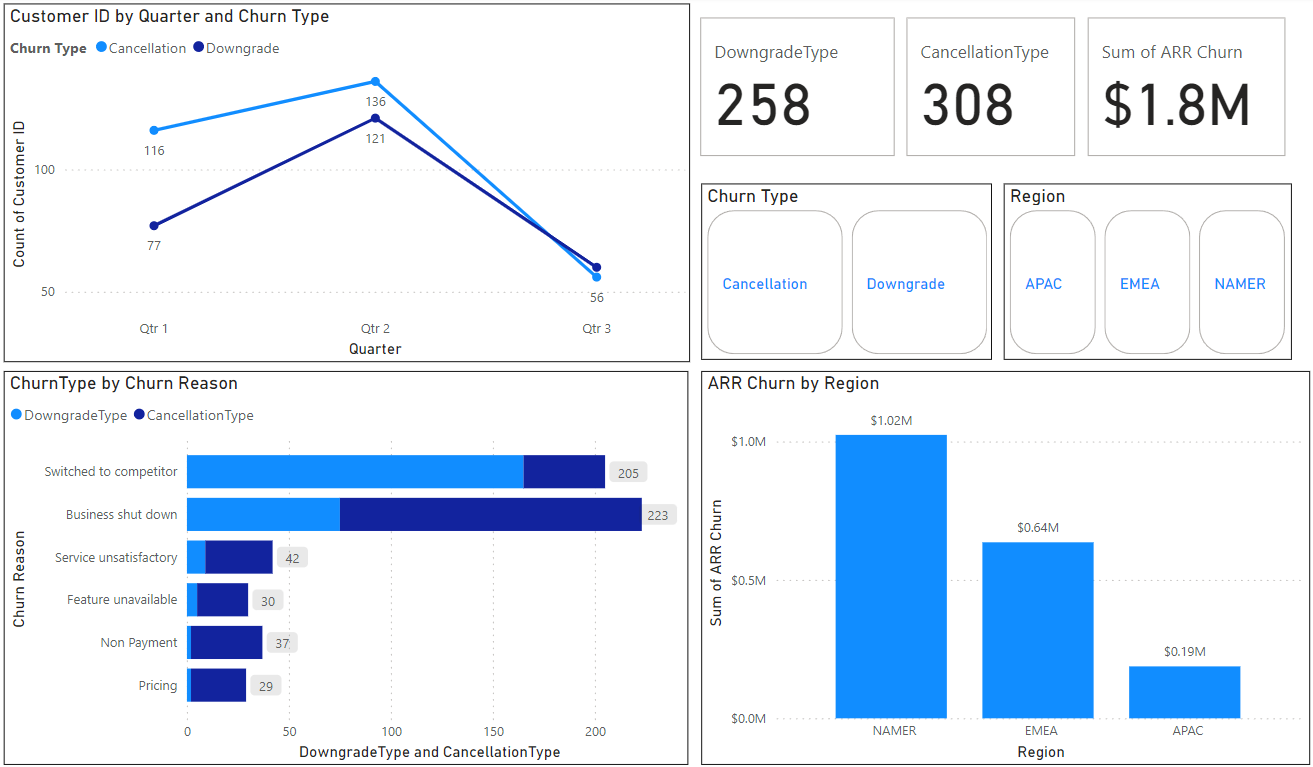 Customer ID by Quarter and Churn Type
Churn Type Cancellation Downgrade
Count of Customer ID
100
50
116
136
121
77
56
Qtr 1 Qtr 2 Qtr 3
Quarter
DowngradeType
258
CancellationType
308
Sum of ARR Churn
$1.8M
Churn Type
Cancellation Downgrade
Region
APAC EMEA NAMER
ChurnType by Churn Reason
DowngradeType CancellationType
Churn Reason
Switched to competitor 205
Business shut down 223
Service unsatisfactory 42
Feature unavailable 30
Non Payment 37
Pricing 29
0 50 100 150 200
DowngradeType and CancellationType
ARR Churn by Region
Sum of ARR Churn
$1.0M
$0.5M
$0.0M
$1.02M
$0.64M
$0.19M
NAMER EMEA APAC
Region